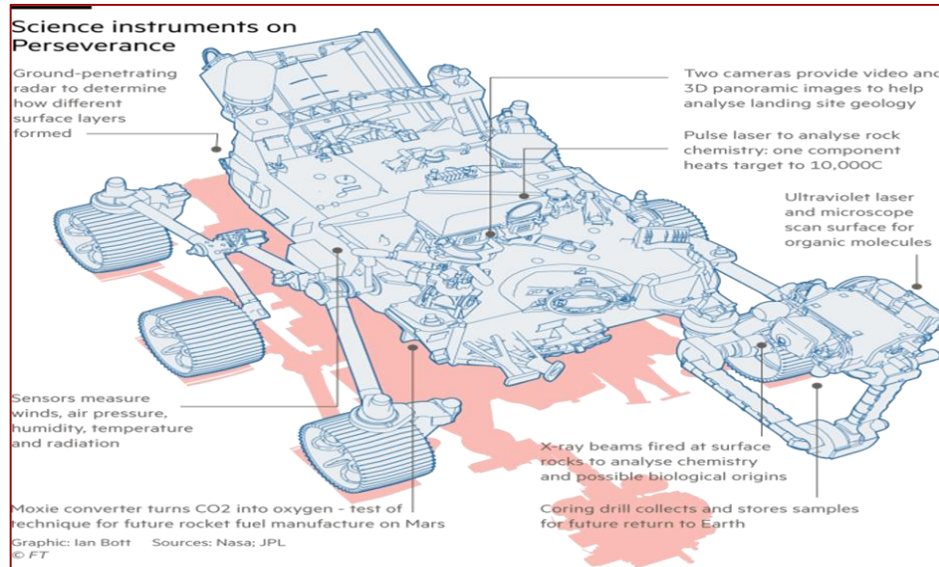 Science instruments on
Perseverance
Ground-penetrating
radar to determine
how different
surface layers
formed
Two cameras provide video and
3D panoramic images to help
analyse landing site geology
Pulse laser to analyse rock
chemistry: one component
heats target to 10,000C
Ultraviolet laser
and microscope
scan surface for
organic molecules
Sensors measure
winds, air pressure,
humidity, temperature
and radiation
X-ray beams fired at surface
rocks to analyse chemistry
and possible biological origins
Moxie converter turns CO2 into oxygen - test of
technique for future rocket fuel manufacture on Mars
Coring drill collects and stores samples
for future return to Earth
Graphic: Ian Bott Sources: Nasa; JPL
© FT